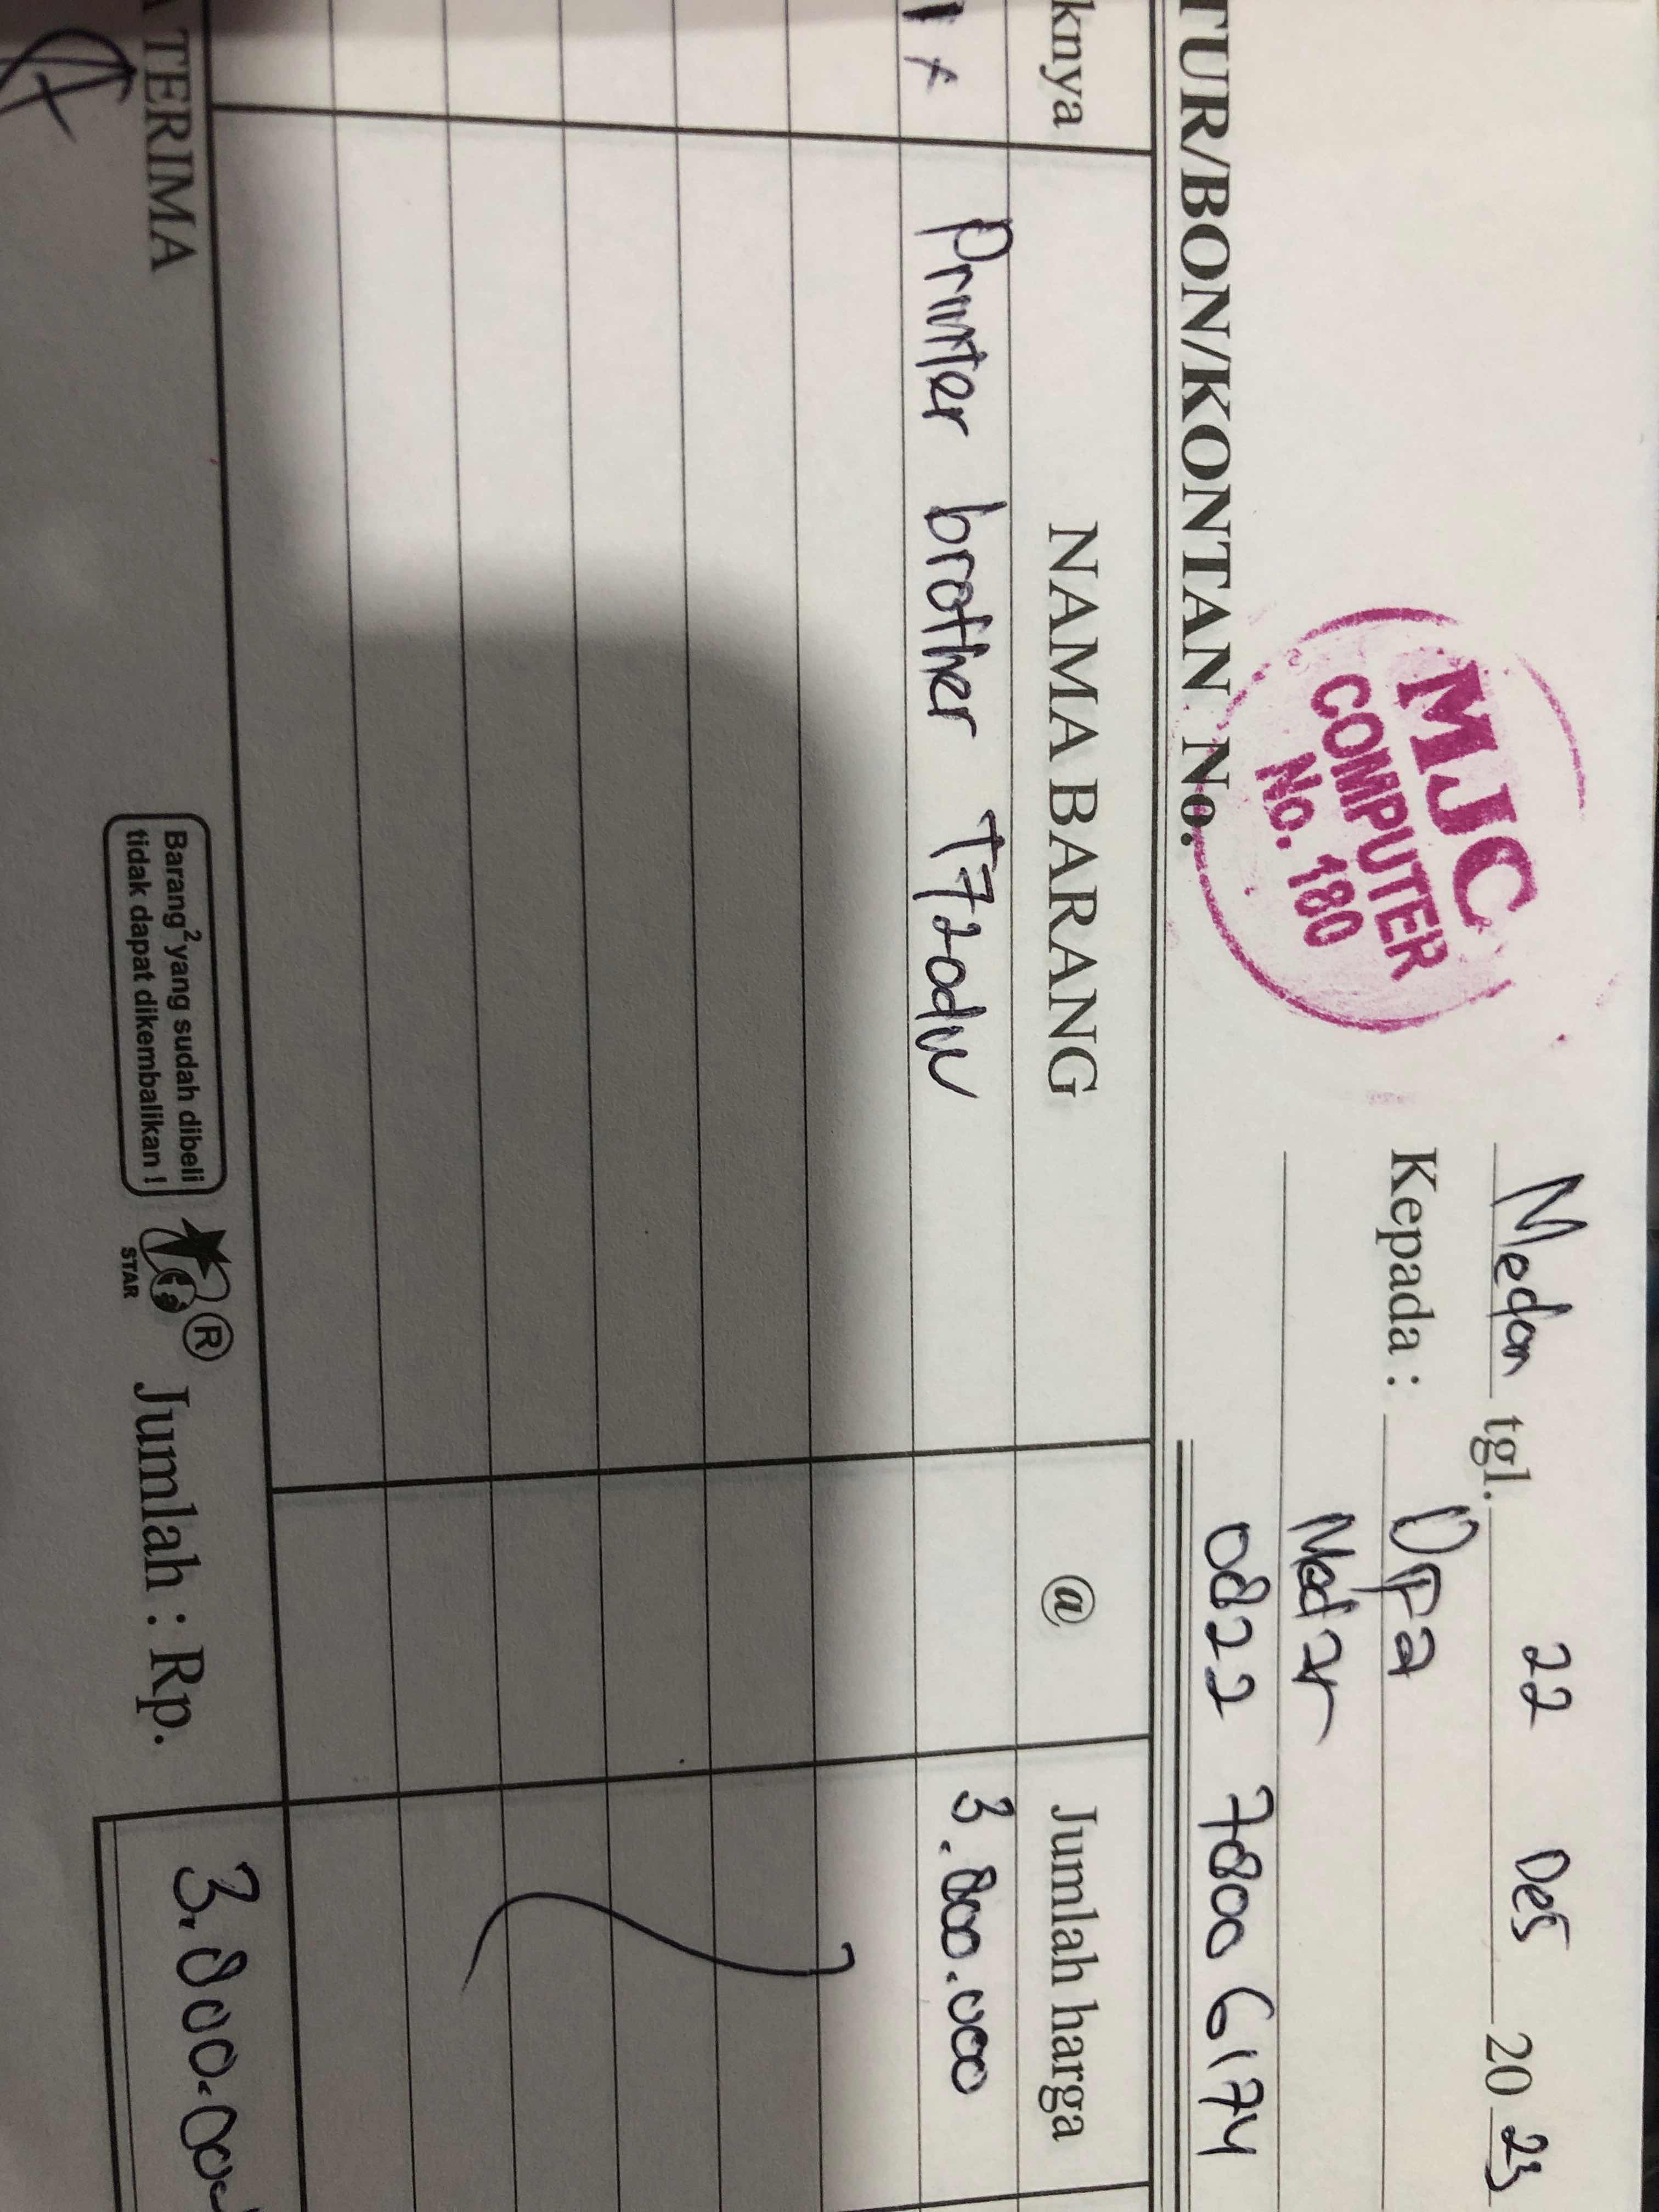 MJC
COMPUTER
No. 180
Medan tgl. 22 Des 20 23
Kepada :
Medan
0822 7800 6174
TUR/BON/KONTAN No.
knya NAMA BARANG @ Jumlah harga
1 x Printer brother T720dw 3.800.000
TERIMA
Barang² yang sudah dibeli
tidak dapat dikembalikan !
STAR ®
Jumlah : Rp. 3.800.00